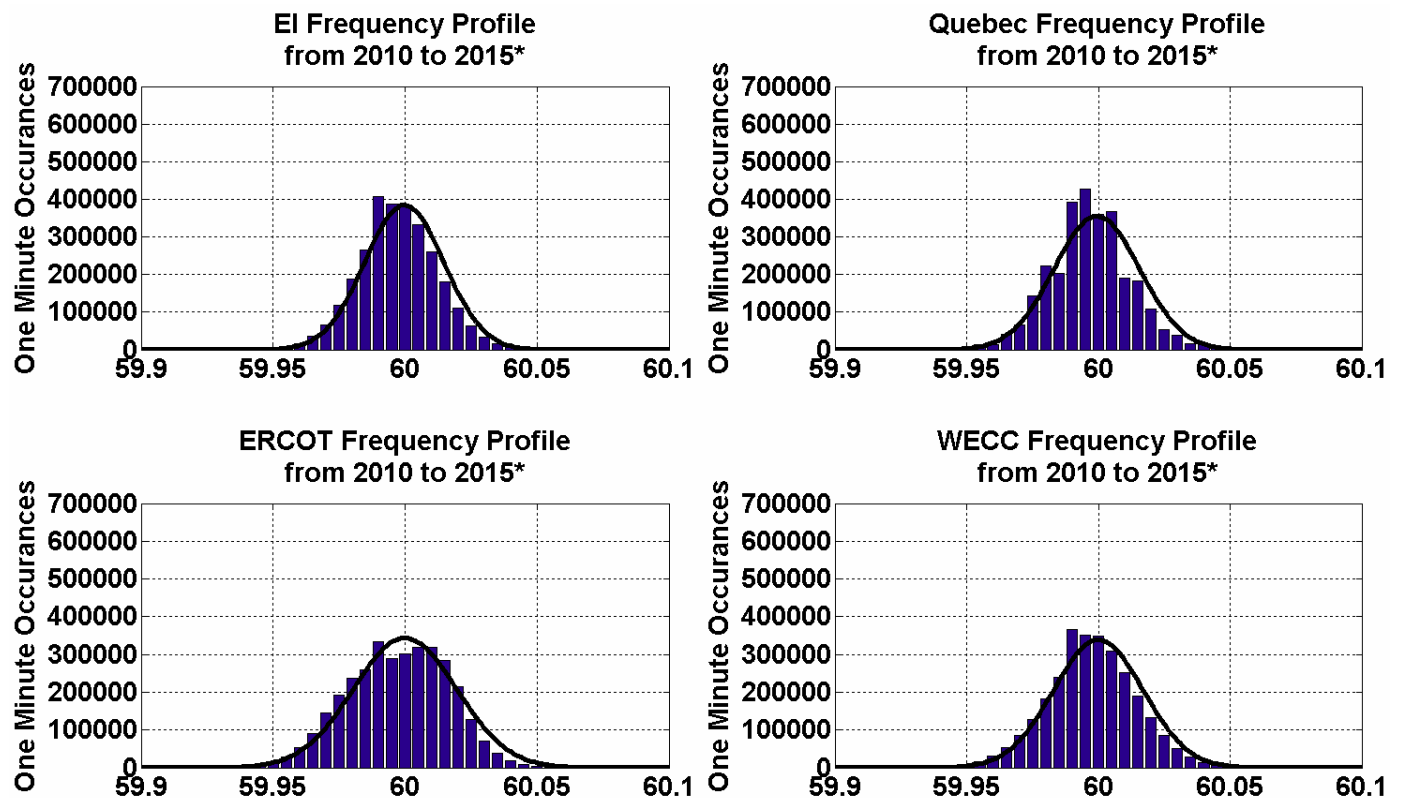 EI Frequency Profile
from 2010 to 2015*
One Minute Occurances
700000
600000
500000
400000
300000
200000
100000
0
59.9 59.95 60 60.05 60.1
Quebec Frequency Profile
from 2010 to 2015*
One Minute Occurances
700000
600000
500000
400000
300000
200000
100000
0
59.9 59.95 60 60.05 60.1
ERCOT Frequency Profile
from 2010 to 2015*
One Minute Occurances
700000
600000
500000
400000
300000
200000
100000
0
59.9 59.95 60 60.05 60.1
WECC Frequency Profile
from 2010 to 2015*
One Minute Occurances
700000
600000
500000
400000
300000
200000
100000
0
59.9 59.95 60 60.05 60.1